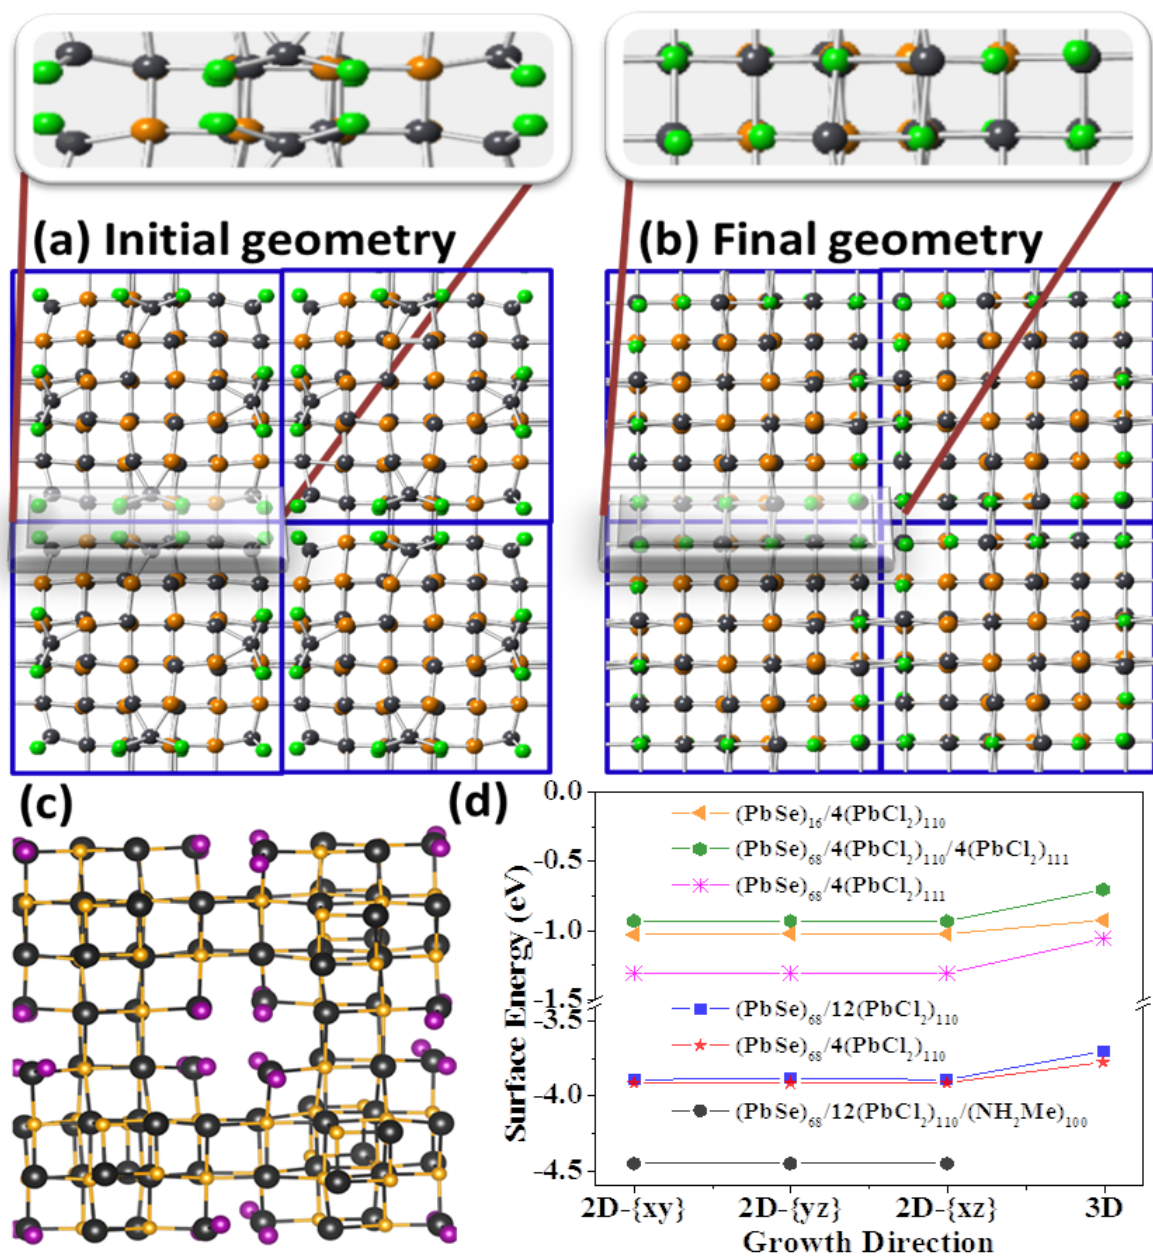 (a) Initial geometry
(b) Final geometry
(c)
(d)
0.0
-0.5
-1.0
-1.5
-3.5
-4.0
-4.5
Surface Energy (eV)
(PbSe)₁₆/4(PbCl₂)₁₁₀
(PbSe)₆₈/4(PbCl₂)₁₁₀/4(PbCl₂)₁₁₁
(PbSe)₆₈/4(PbCl₂)₁₁₁
(PbSe)₆₈/12(PbCl₂)₁₁₀
(PbSe)₆₈/4(PbCl₂)₁₁₀
(PbSe)₆₈/12(PbCl₂)₁₁₀/(NH₂Me)₁₀₀
2D-{xy} 2D-{yz} 2D-{xz} 3D
Growth Direction